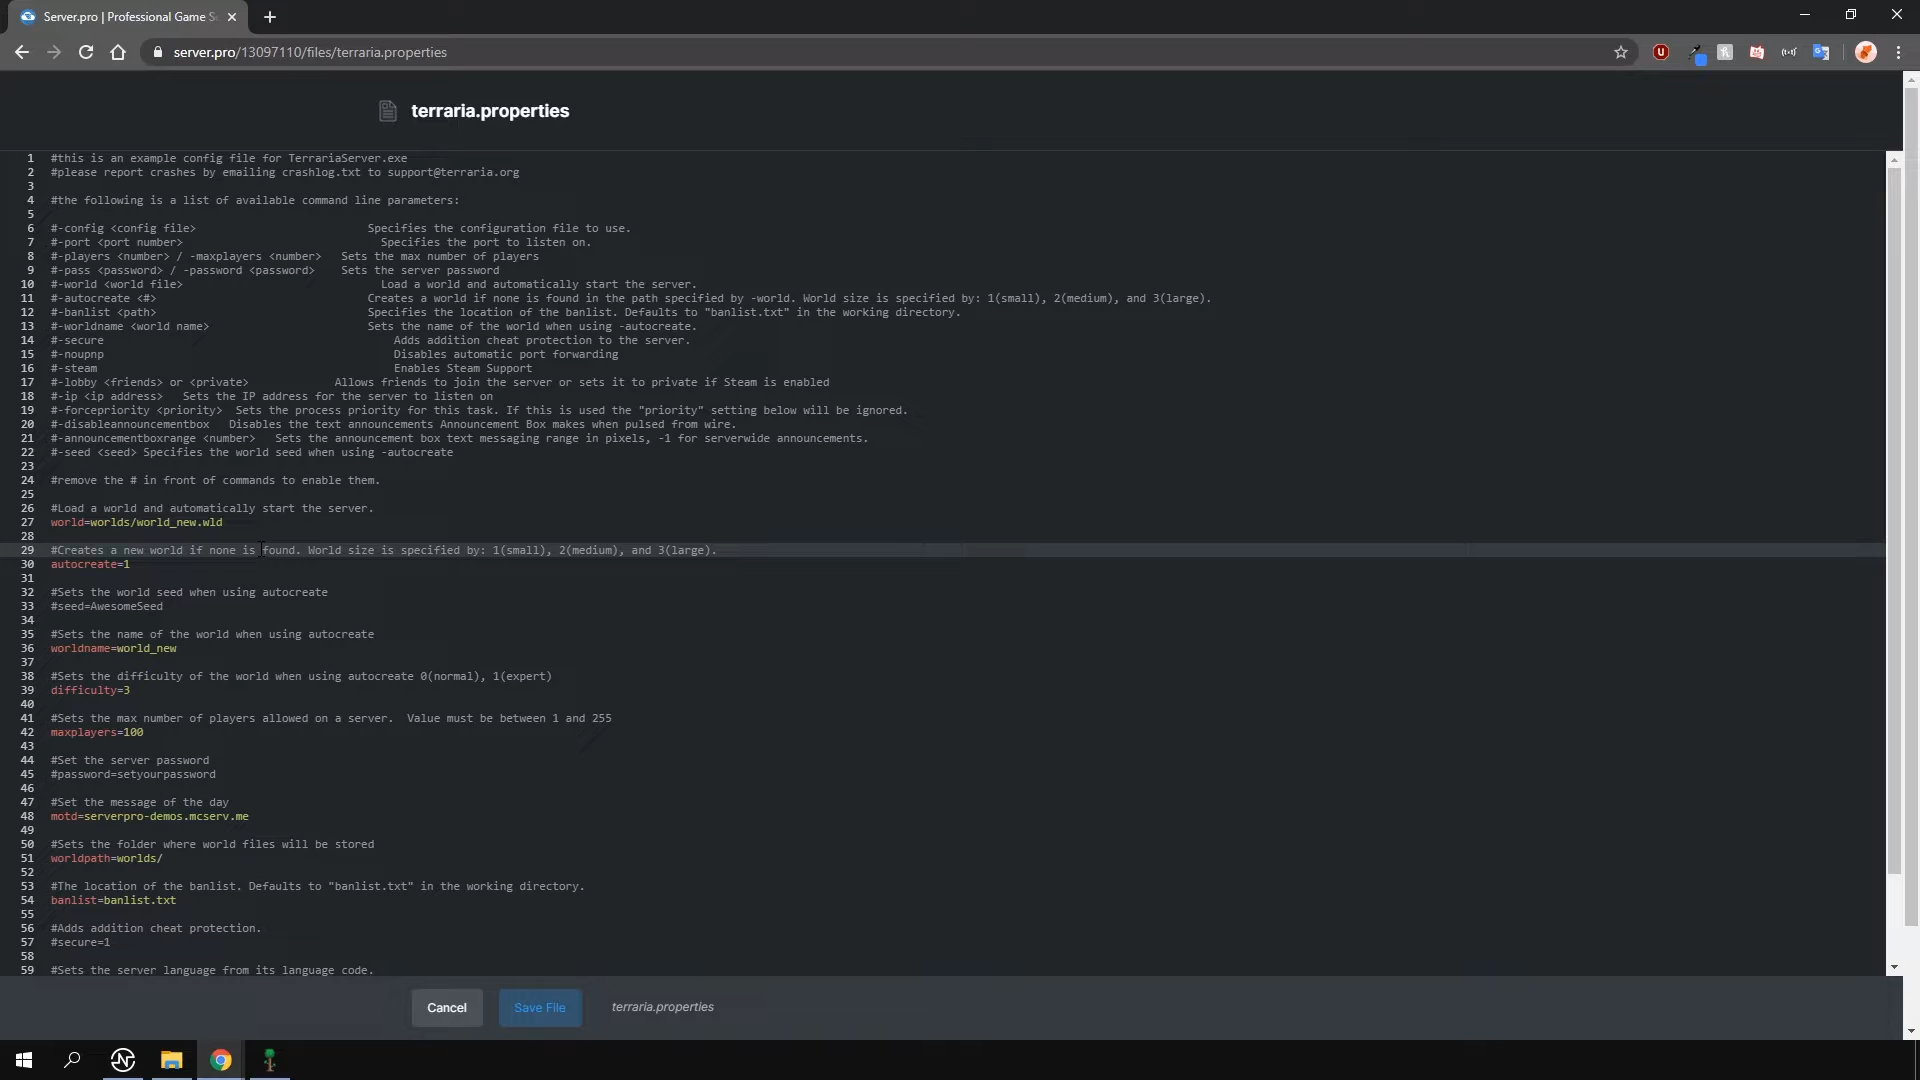 Server.pro | Professional Game S
server.pro/13097110/files/terraria.properties
terraria.properties
1 #this is an example config file for TerrariaServer.exe
2 #please report crashes by emailing crashlog.txt to support@terraria.org
3
4 #the following is a list of available command line parameters:
5
6 #-config <config file> Specifies the configuration file to use.
7 #-port <port number> Specifies the port to listen on.
8 #-players <number> / -maxplayers <number> Sets the max number of players
9 #-pass <password> / -password <password> Sets the server password
10 #-world <world file> Load a world and automatically start the server.
11 #-autocreate <#> Creates a world if none is found in the path specified by -world. World size is specified by: 1(small), 2(medium), and 3(large).
12 #-banlist <path> Specifies the location of the banlist. Defaults to "banlist.txt" in the working directory.
13 #-worldname <world name> Sets the name of the world when using -autocreate.
14 #-secure Adds addition cheat protection to the server.
15 #-noupnp Disables automatic port forwarding
16 #-steam Enables Steam Support
17 #-lobby <friends> or <private> Allows friends to join the server or sets it to private if Steam is enabled
18 #-ip <ip address> Sets the IP address for the server to listen on
19 #-forcepriority <priority> Sets the process priority for this task. If this is used the "priority" setting below will be ignored.
20 #-disableannouncementbox Disables the text announcements Announcement Box makes when pulsed from wire.
21 #-announcementboxrange <number> Sets the announcement box text messaging range in pixels, -1 for serverwide announcements.
22 #-seed <seed> Specifies the world seed when using -autocreate
23
24 #remove the # in front of commands to enable them.
25
26 #Load a world and automatically start the server.
27 world=worlds/world_new.wld
28
29 #Creates a new world if none is found. World size is specified by: 1(small), 2(medium), and 3(large).
30 autocreate=1
31
32 #Sets the world seed when using autocreate
33 #seed=AwesomeSeed
34
35 #Sets the name of the world when using autocreate
36 worldname=world_new
37
38 #Sets the difficulty of the world when using autocreate 0(normal), 1(expert)
39 difficulty=3
40
41 #Sets the max number of players allowed on a server. Value must be between 1 and 255
42 maxplayers=100
43
44 #Set the server password
45 #password=setyourpassword
46
47 #Set the message of the day
48 motd=serverpro-demos.mcserv.me
49
50 #Sets the folder where world files will be stored
51 worldpath=worlds/
52
53 #The location of the banlist. Defaults to "banlist.txt" in the working directory.
54 banlist=banlist.txt
55
56 #Adds addition cheat protection.
57 #secure=1
58
59 #Sets the server language from its language code.
Cancel Save File terraria.properties